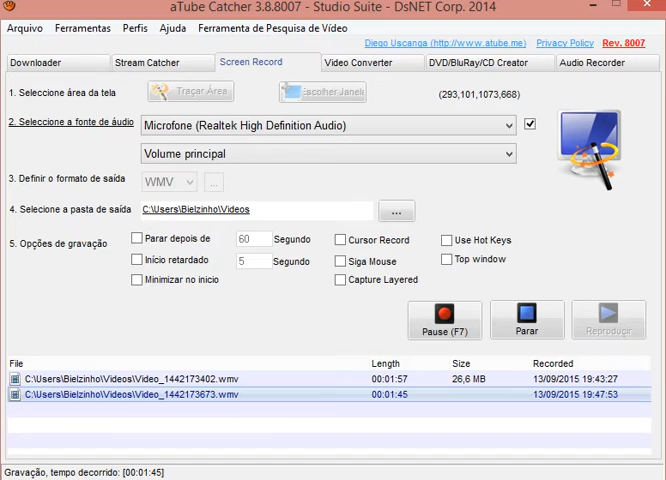 aTube Catcher 3.8.8007 - Studio Suite - DsNET Corp. 2014
Arquivo Ferramentas Perfis Ajuda Ferramenta de Pesquisa de Vídeo
Diego Uscanga (http://www.atube.me) Privacy Policy Rev. 8007
Downloader Stream Catcher Screen Record Video Converter DVD/BluRay/CD Creator Audio Recorder
1. Seleccione área da tela Traçar Área Escolher Janela (293,101,1073,668)
2. Seleccione a fonte de áudio Microfone (Realtek High Definition Audio)
Volume principal
3. Definir o formato de saída WMV ...
4. Selecione a pasta de saída C:\Users\Bielzinho\Videos ...
5. Opções de gravação Parar depois de 60 Segundo Cursor Record Use Hot Keys
Início retardado 5 Segundo Siga Mouse Top window
Minimizar no inicio Capture Layered
Pause (F7) Parar Reproduçir
File Length Size Recorded
C:\Users\Bielzinho\Videos\Video_1442173402.wmv 00:01:57 26,6 MB 13/09/2015 19:43:27
C:\Users\Bielzinho\Videos\Video_1442173673.wmv 00:01:45 13/09/2015 19:47:53
Gravação, tempo decorrido: [00:01:45]